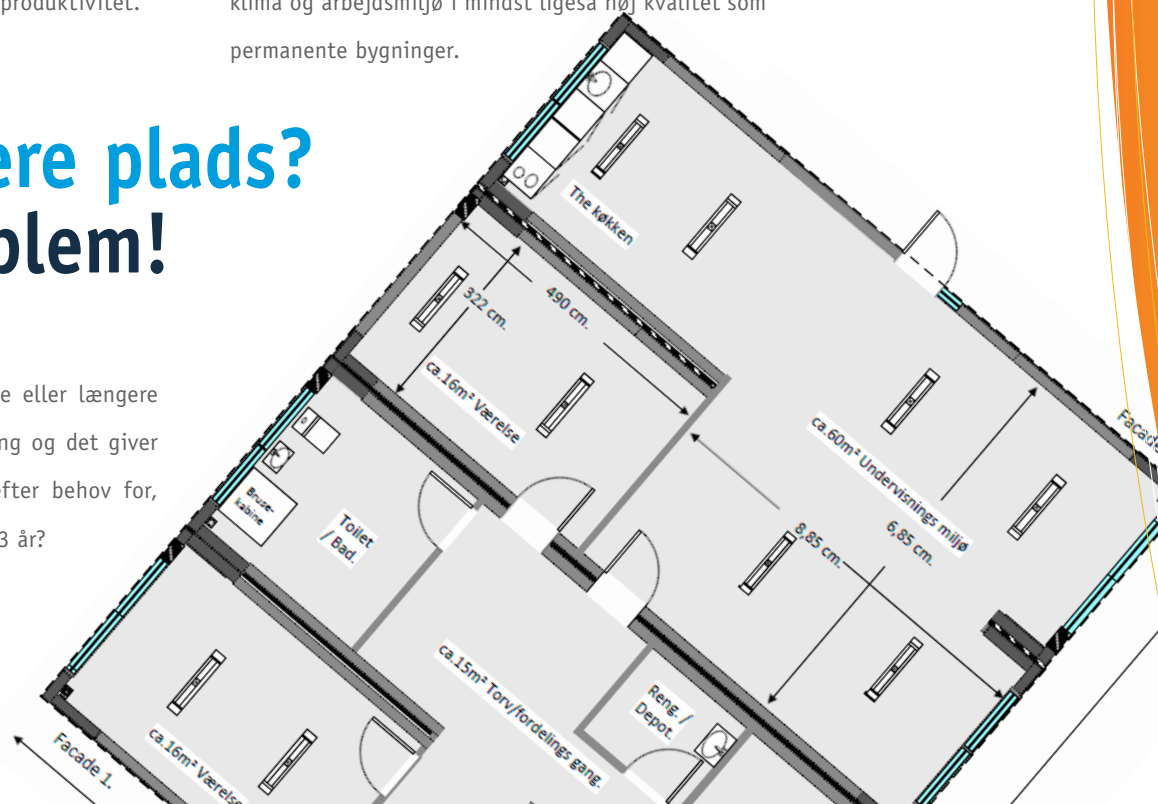 produktivitet.
klima og arbejdsmiljø i mindst ligeså høj kvalitet som
permanente bygninger.
ere plads?
blem!
e eller længere
ng og det giver
efter behov for,
3 år?
The køkken
322 cm.
490 cm.
ca.16m² Værelse
ca.60m² Undervisnings miljø
8,85 cm.
6,85 cm.
Facade
Bruse-
kabine
Toilet
/ Bad.
ca.15m² Torv/fordelings gang.
Reng. /
Depot.
ca.16m² Værelse
Facade 1.